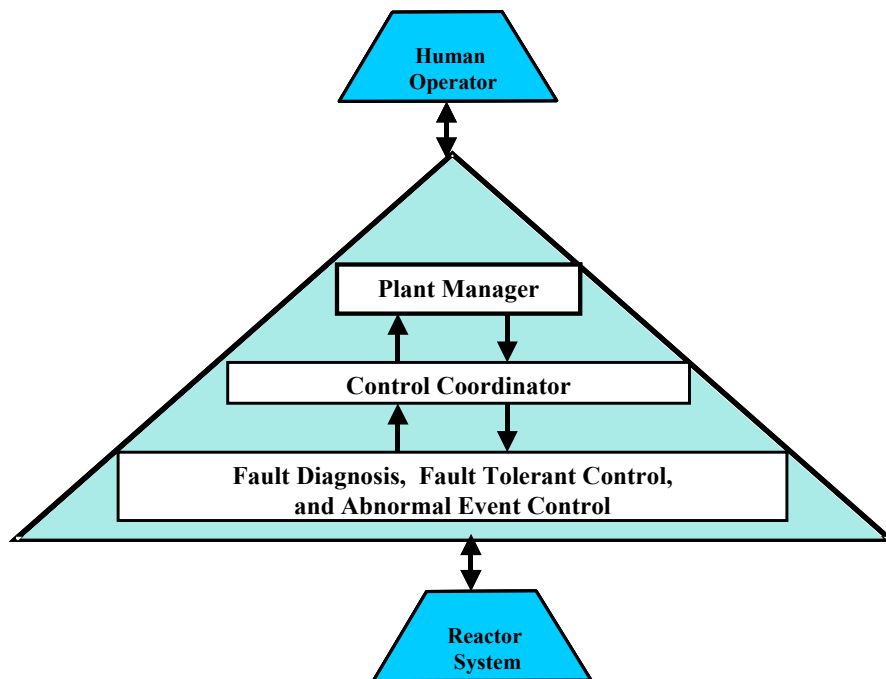 Human
Operator
Plant Manager
Control Coordinator
Fault Diagnosis, Fault Tolerant Control,
and Abnormal Event Control
Reactor
System